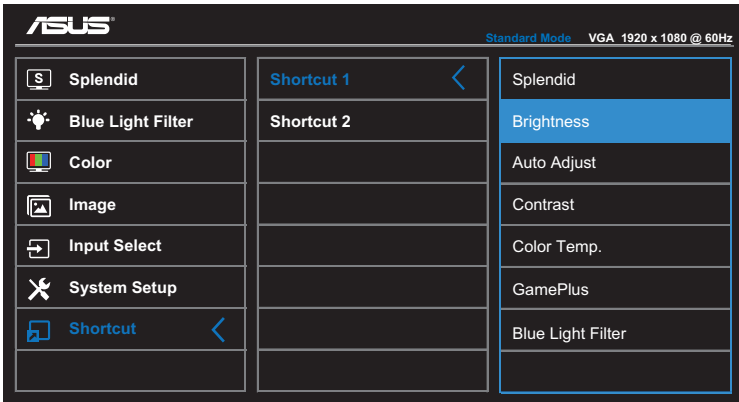 ASUS
Standard Mode VGA 1920 x 1080 @ 60Hz
S Splendid
Blue Light Filter
Color
Image
Input Select
System Setup
Shortcut
Shortcut 1
Shortcut 2
Splendid
Brightness
Auto Adjust
Contrast
Color Temp.
GamePlus
Blue Light Filter